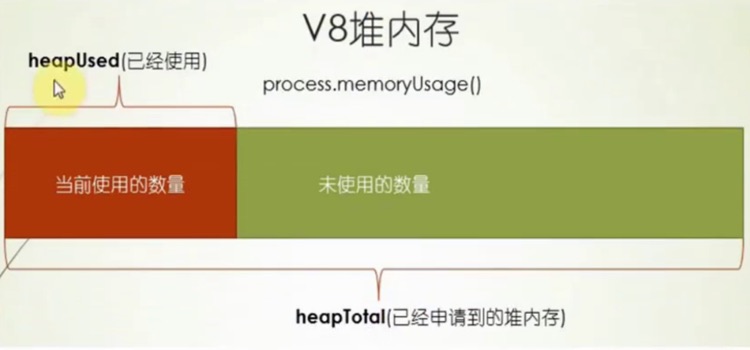 V8堆内存
heapUsed(已经使用)
process.memoryUsage()
当前使用的数量
未使用的数量
heapTotal(已经申请到的堆内存)